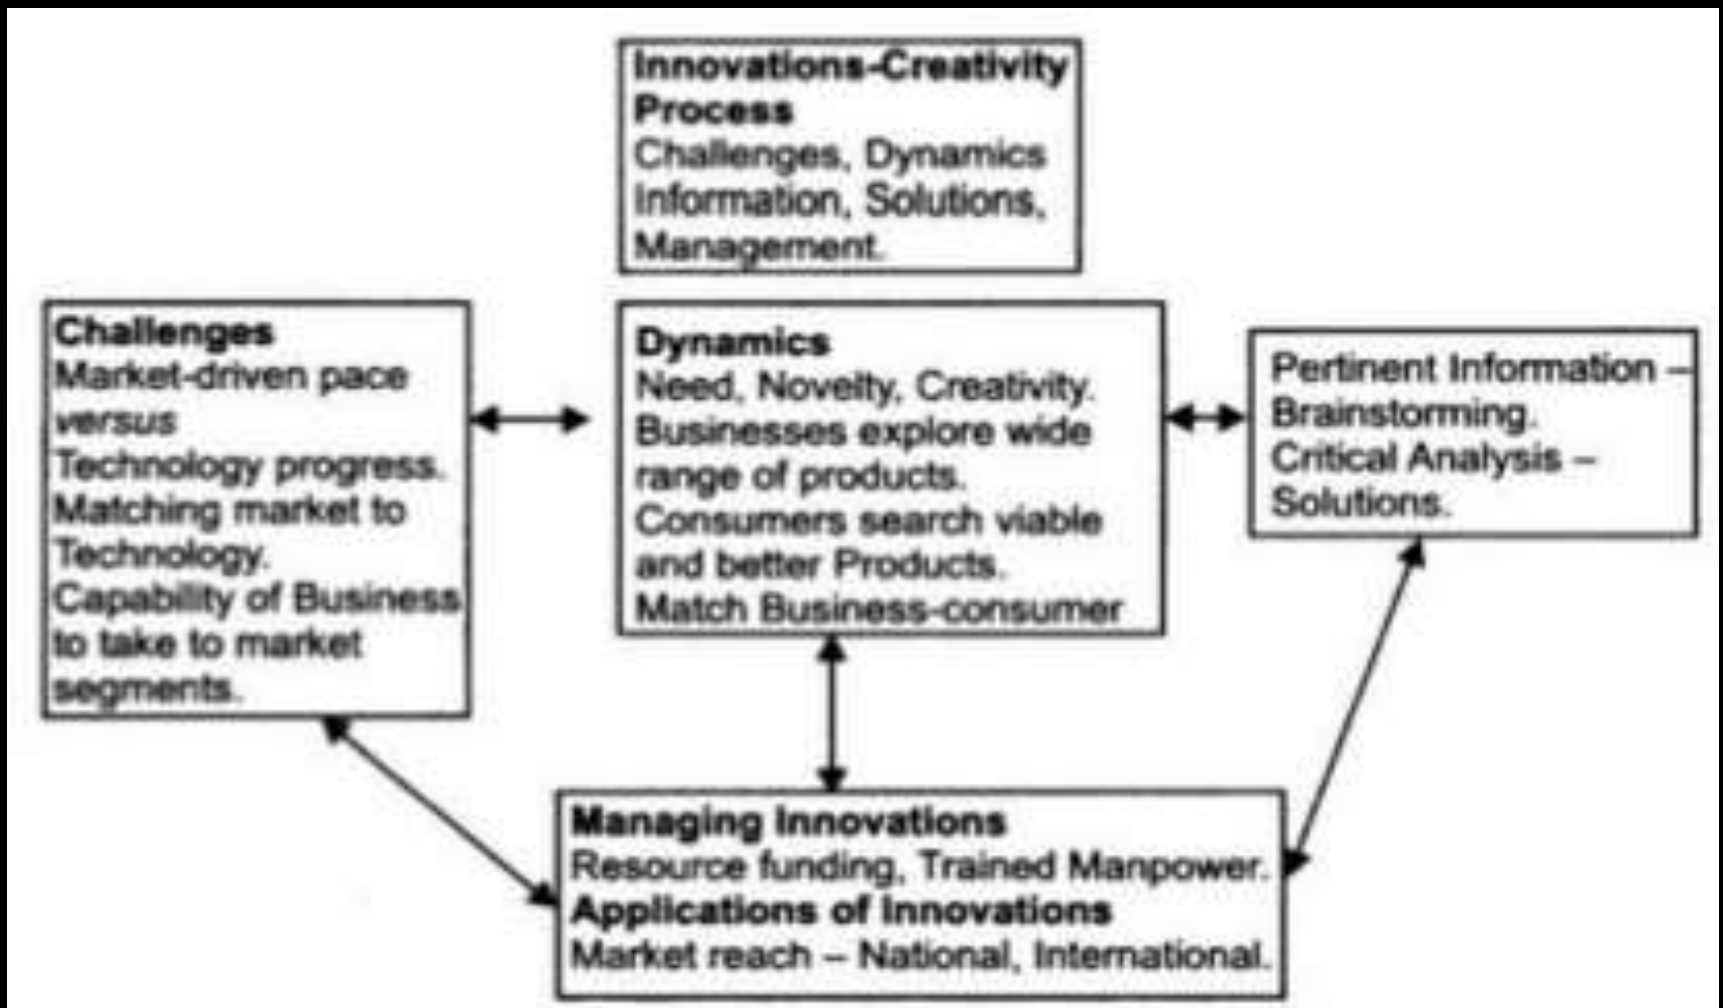 Innovations-Creativity
Process
Challenges, Dynamics
Information, Solutions,
Management.
Challenges
Market-driven pace
versus
Technology progress.
Matching market to
Technology.
Capability of Business
to take to market
segments.
Dynamics
Need, Novelty, Creativity.
Businesses explore wide
range of products.
Consumers search viable
and better Products.
Match Business-consumer
Pertinent Information –
Brainstorming.
Critical Analysis –
Solutions.
Managing Innovations
Resource funding, Trained Manpower.
Applications of Innovations
Market reach – National, International.